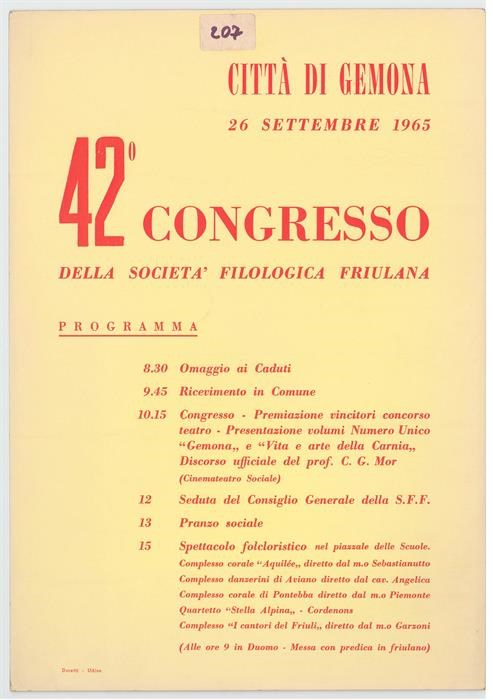 207
CITTÀ DI GEMONA
26 SETTEMBRE 1965
42° CONGRESSO
DELLA SOCIETA' FILOLOGICA FRIULANA
PROGRAMMA
8.30 Omaggio ai Caduti
9.45 Ricevimento in Comune
10.15 Congresso - Premiazione vincitori concorso
teatro - Presentazione volumi Numero Unico
“Gemona„ e “Vita e arte della Carnia„
Discorso ufficiale del prof. C. G. Mor
(Cinemateatro Sociale)
12 Seduta del Consiglio Generale della S.F.F.
13 Pranzo sociale
15 Spettacolo folcloristico nel piazzale delle Scuole.
Complesso corale “Aquilée„ diretto dal m.o Sebastianutto
Complesso danzerini di Aviano diretto dal cav. Angelica
Complesso corale di Pontebba diretto dal m.o Piemonte
Quartetto “Stella Alpina„ - Cordenons
Complesso “I cantori del Friuli„ diretto dal m.o Garzoni
(Alle ore 9 in Duomo - Messa con predica in friulano)
Doretti - Udine